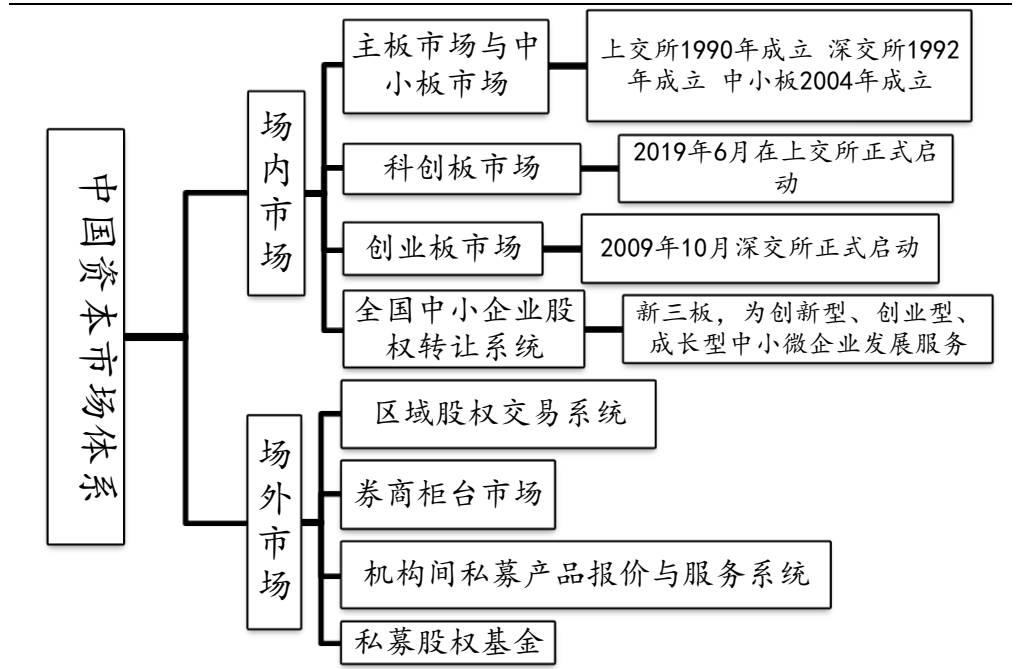 中国资本市场体系
场内市场
主板市场与中
小板市场
上交所1990年成立 深交所1992
年成立 中小板2004年成立
科创板市场
2019年6月在上交所正式启
动
创业板市场
2009年10月深交所正式启动
全国中小企业股
权转让系统
新三板，为创新型、创业型、
成长型中小微企业发展服务
场外市场
区域股权交易系统
券商柜台市场
机构间私募产品报价与服务系统
私募股权基金